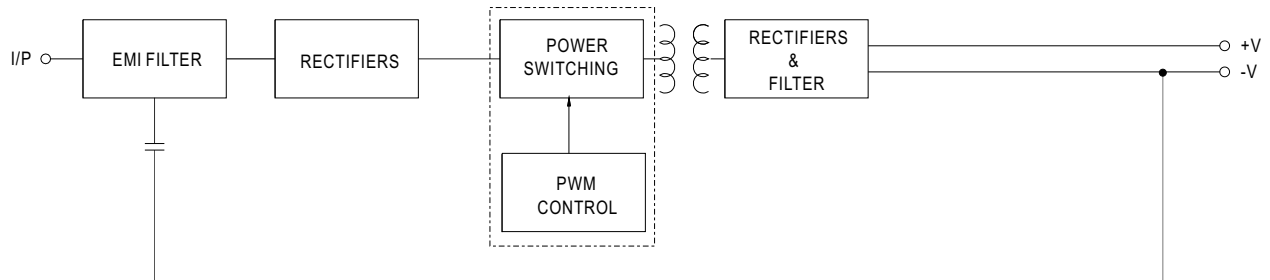 I/P
EMI FILTER
RECTIFIERS
POWER
SWITCHING
PWM
CONTROL
RECTIFIERS
&
FILTER
+V
-V